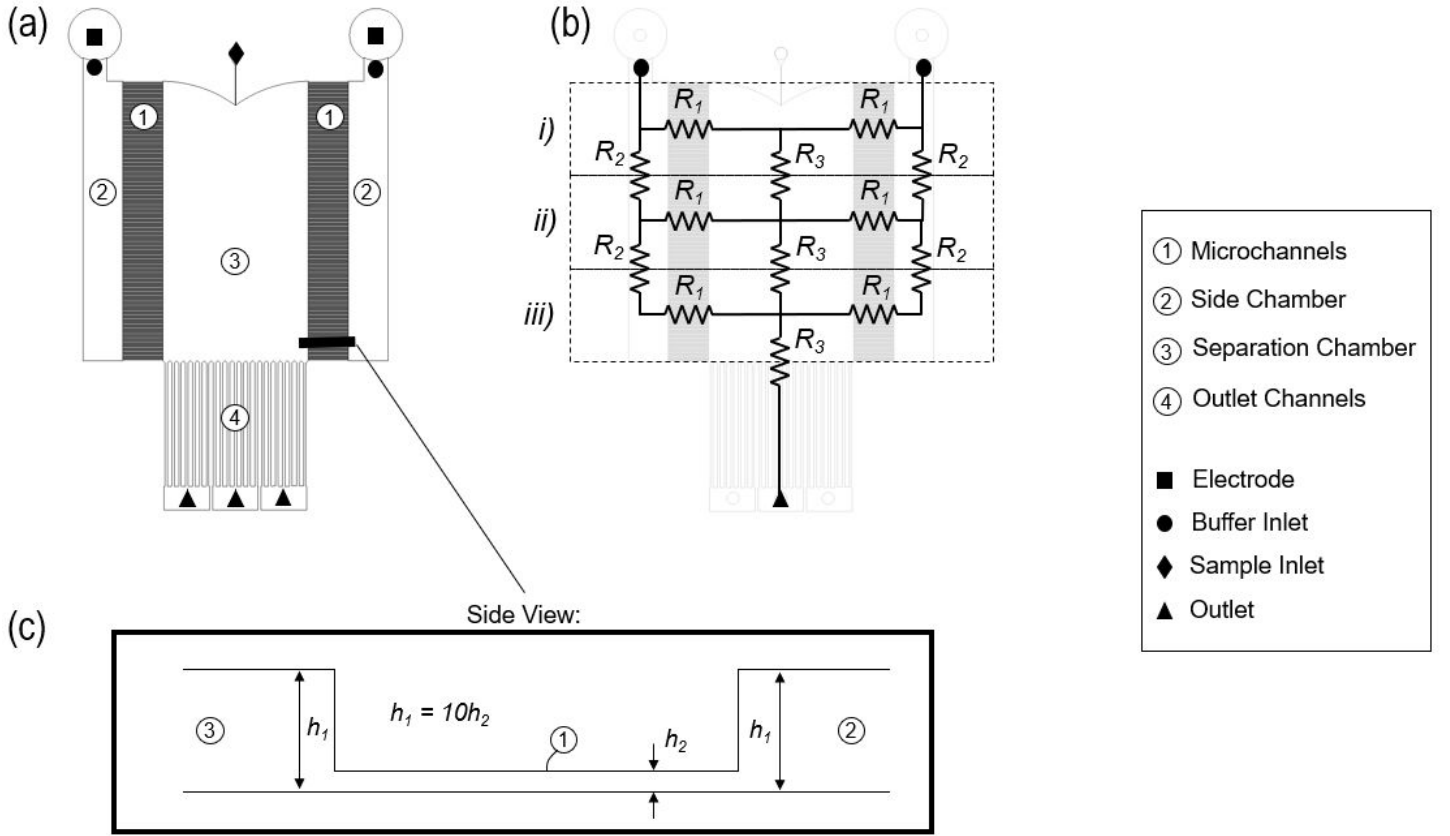 (a)
(b)
1
1
2
2
3
4
i)
R1
R1
R2
R3
R2
ii)
R1
R1
R2
R3
R2
iii)
R1
R1
R3
① Microchannels
② Side Chamber
③ Separation Chamber
④ Outlet Channels
Electrode
Buffer Inlet
Sample Inlet
Outlet
(c)
Side View:
3
h1
h1 = 10h2
1
h2
h1
2